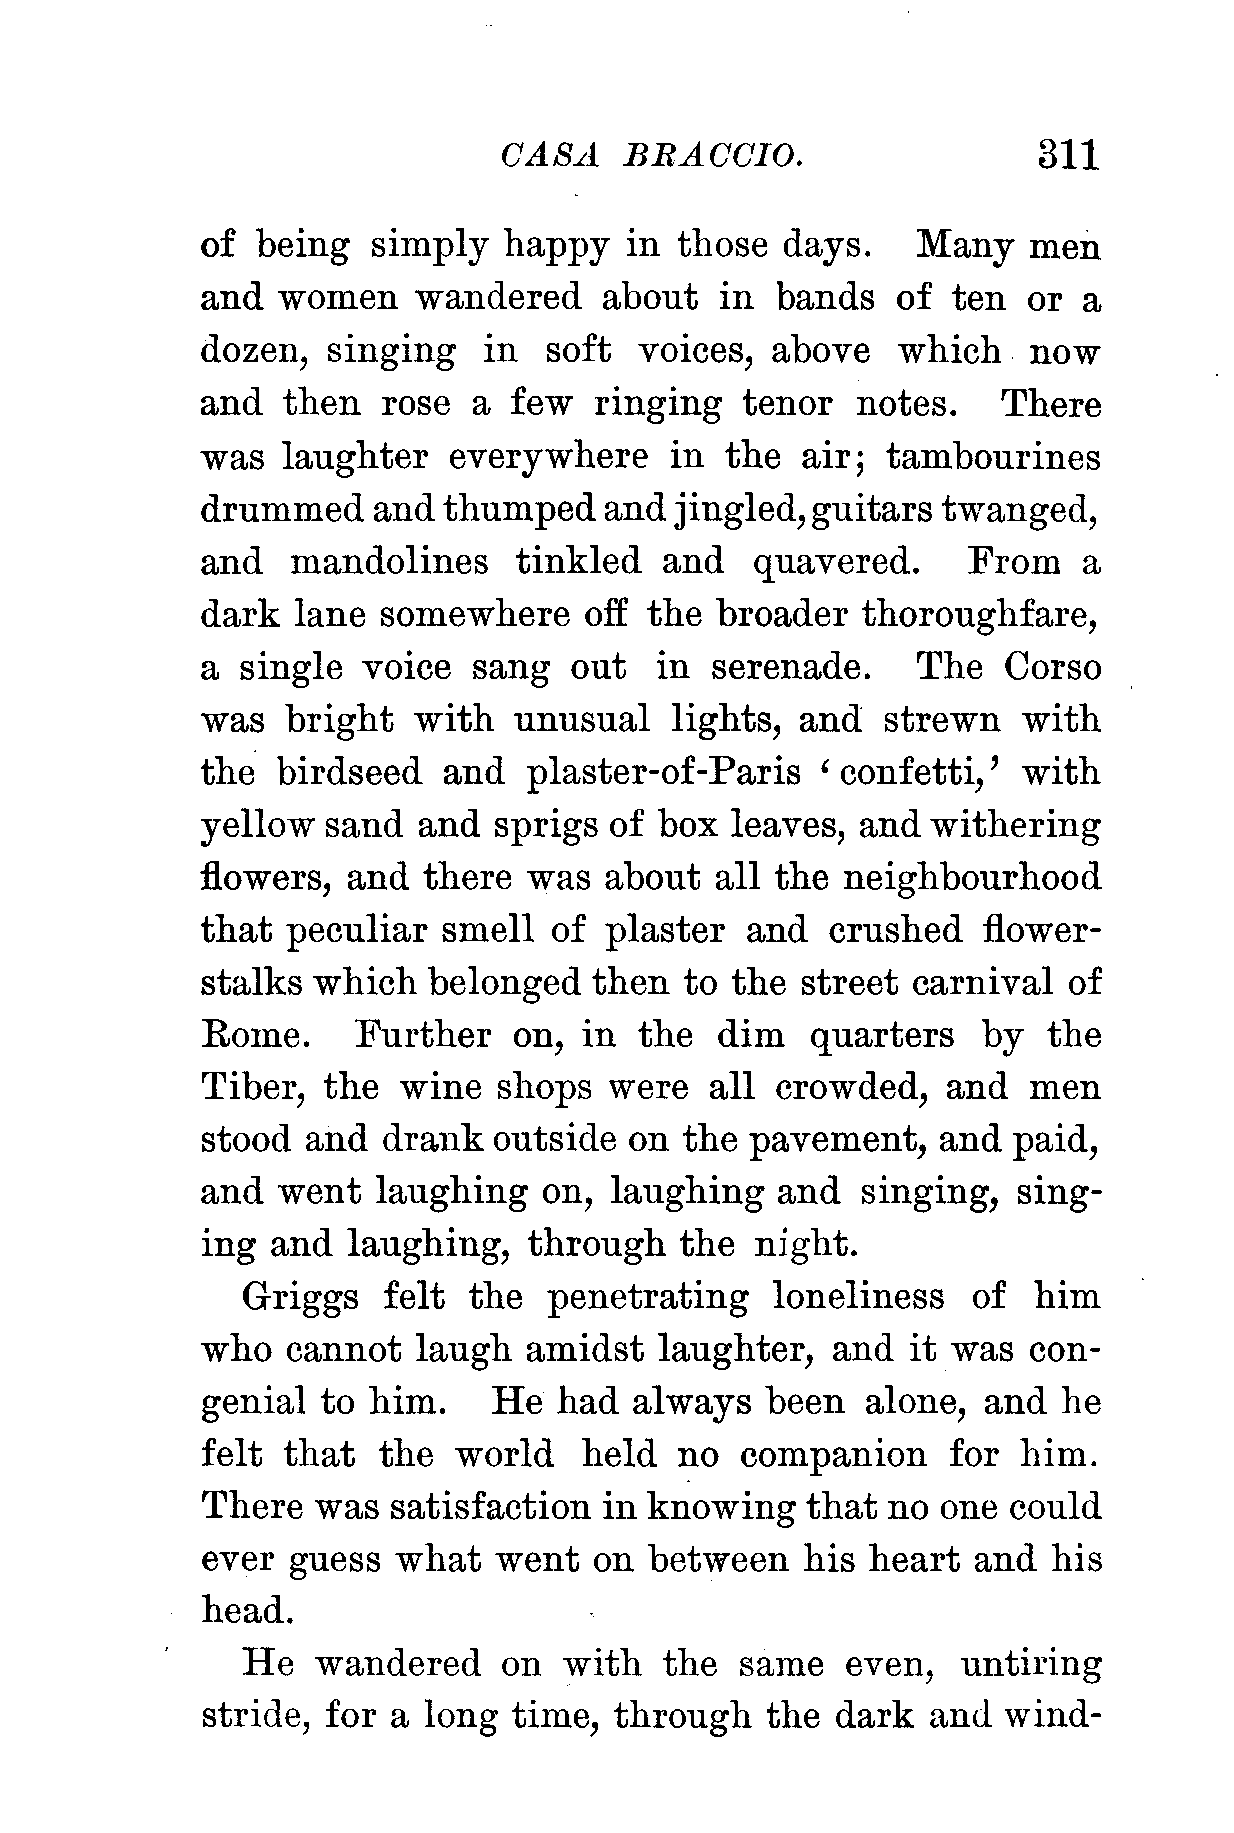 CASA BRACCIO. 311
of being simply happy in those days. Many men
and women wandered about in bands of ten or a
dozen, singing in soft voices, above which now
and then rose a few ringing tenor notes. There
was laughter everywhere in the air; tambourines
drummed and thumped and jingled, guitars twanged,
and mandolines tinkled and quavered. From a
dark lane somewhere off the broader thoroughfare,
a single voice sang out in serenade. The Corso
was bright with unusual lights, and strewn with
the birdseed and plaster-of-Paris ‘confetti,’ with
yellow sand and sprigs of box leaves, and withering
flowers, and there was about all the neighbourhood
that peculiar smell of plaster and crushed flower-
stalks which belonged then to the street carnival of
Rome. Further on, in the dim quarters by the
Tiber, the wine shops were all crowded, and men
stood and drank outside on the pavement, and paid,
and went laughing on, laughing and singing, sing-
ing and laughing, through the night.
Griggs felt the penetrating loneliness of him
who cannot laugh amidst laughter, and it was con-
genial to him. He had always been alone, and he
felt that the world held no companion for him.
There was satisfaction in knowing that no one could
ever guess what went on between his heart and his
head.
He wandered on with the same even, untiring
stride, for a long time, through the dark and wind-